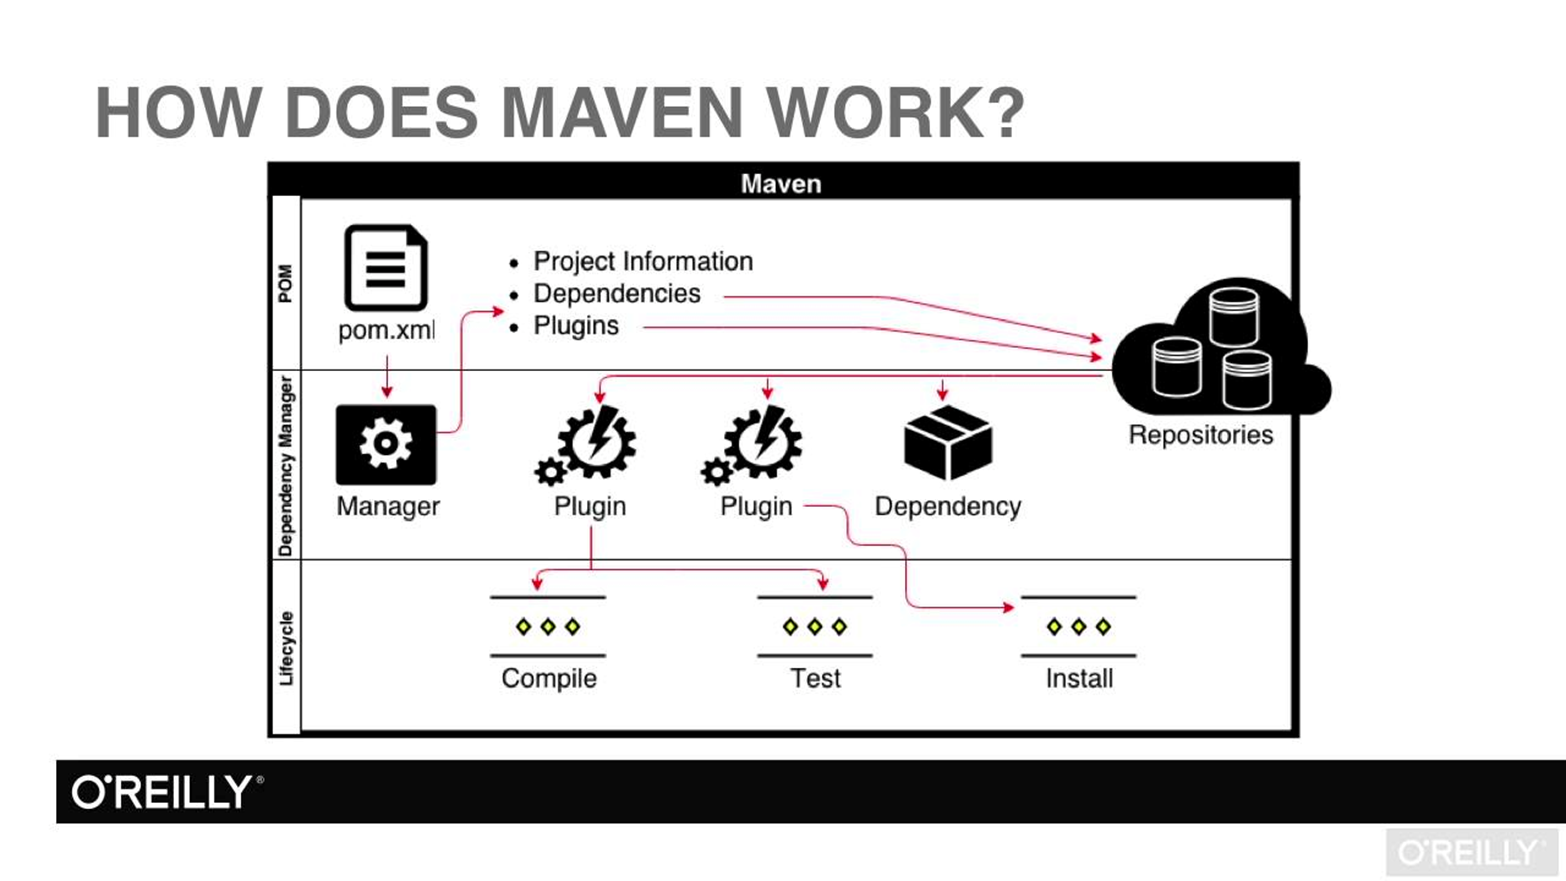 HOW DOES MAVEN WORK?
Maven
POM
pom.xml
• Project Information
• Dependencies
• Plugins
Repositories
Dependency Manager
Manager
Plugin
Plugin
Dependency
Lifecycle
Compile
Test
Install
O'REILLY®
O'REILLY®